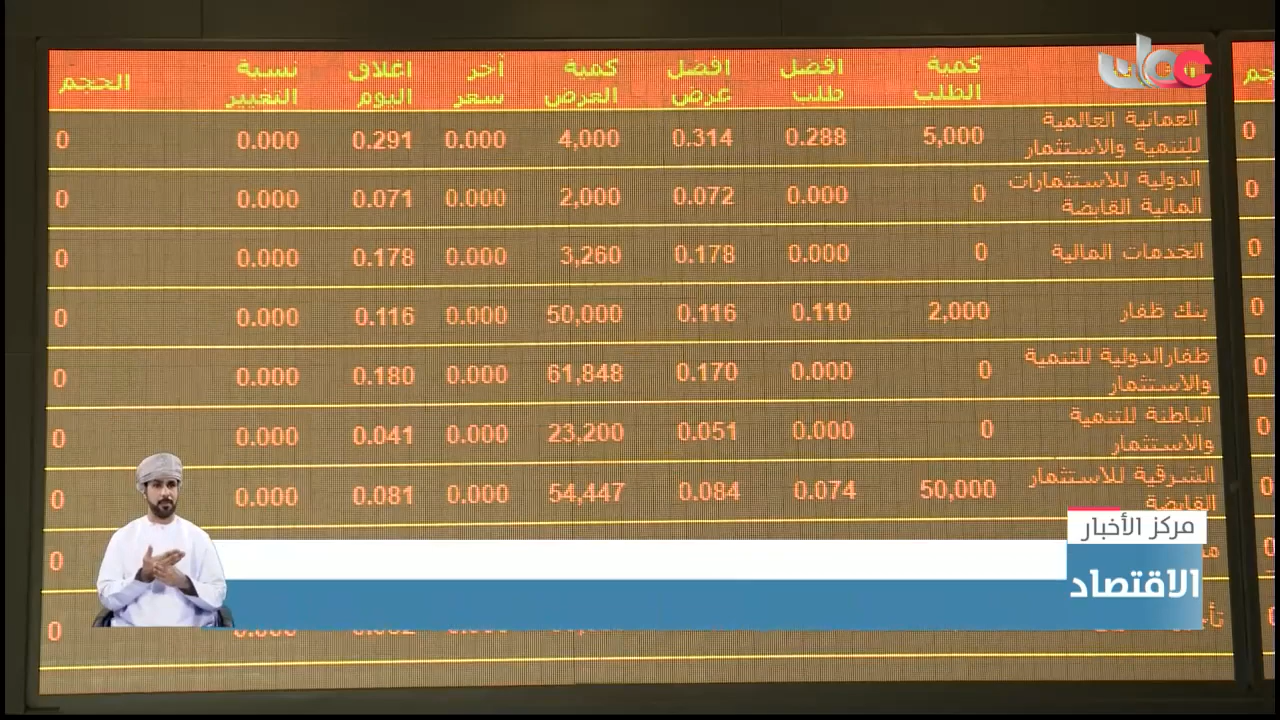 كمية الطلب افضل طلب افضل عرض كمية العرض آخر سعر اغلاق اليوم نسبة التغيير الحجم
العمانية العالمية للتنمية والاستثمار 5,000 0.288 0.314 4,000 0.000 0.291 0.000 0
الدولية للاستثمارات المالية القابضة 0 0.000 0.072 2,000 0.000 0.071 0.000 0
الخدمات المالية 0 0.000 0.178 3,260 0.000 0.178 0.000 0
بنك ظفار 2,000 0.110 0.116 50,000 0.000 0.116 0.000 0
ظفارالدولية للتنمية والاستثمار 0 0.000 0.170 61,848 0.000 0.180 0.000 0
الباطنة للتنمية والاستثمار 0 0.000 0.051 23,200 0.000 0.041 0.000 0
الشرقية للاستثمار القابضة 50,000 0.074 0.084 54,447 0.000 0.081 0.000 0
0
0
مركز الأخبار
الاقتصاد